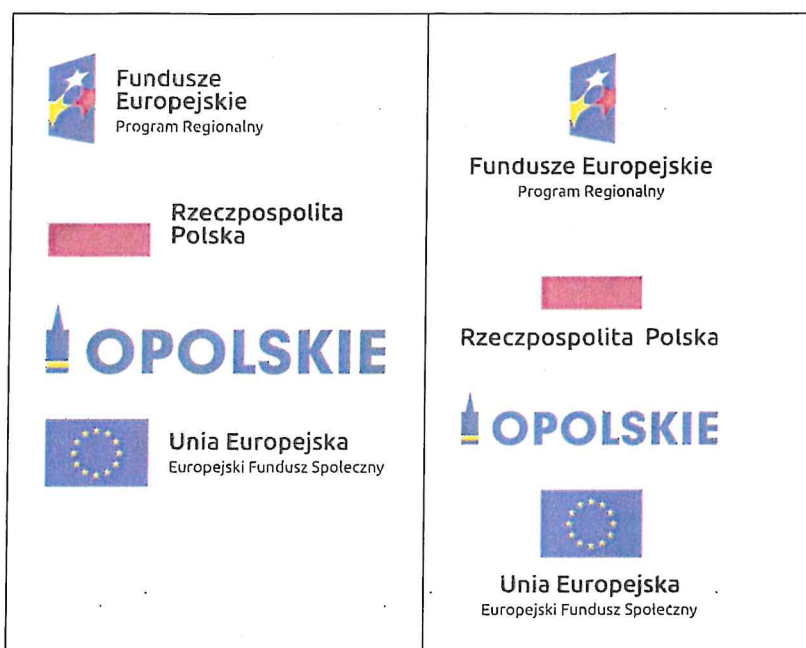 Fundusze
Europejskie
Program Regionalny
Rzeczpospolita
Polska
OPOLSKIE
Unia Europejska
Europejski Fundusz Społeczny
Fundusze Europejskie
Program Regionalny
Rzeczpospolita Polska
OPOLSKIE
Unia Europejska
Europejski Fundusz Społeczny